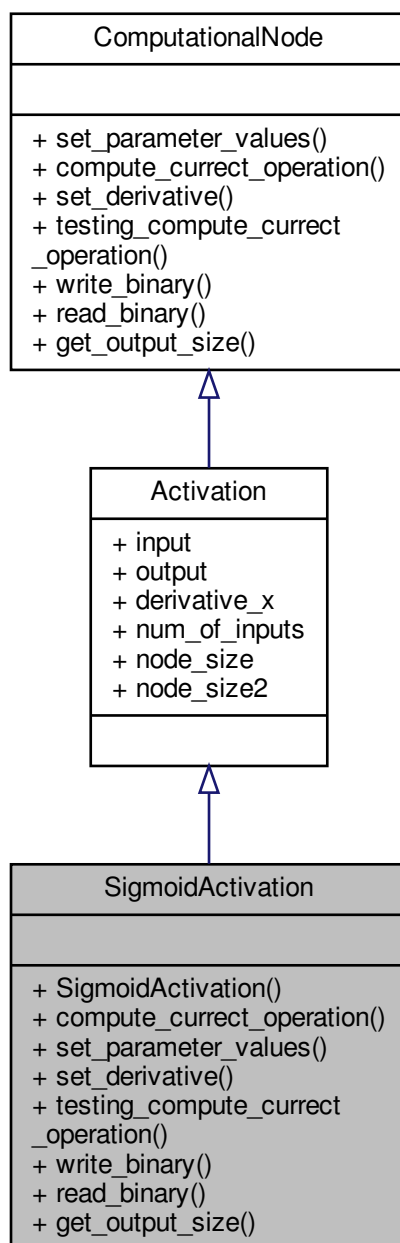 ComputationalNode
+ set_parameter_values()
+ compute_currect_operation()
+ set_derivative()
+ testing_compute_currect
_operation()
+ write_binary()
+ read_binary()
+ get_output_size()
Activation
+ input
+ output
+ derivative_x
+ num_of_inputs
+ node_size
+ node_size2
SigmoidActivation
+ SigmoidActivation()
+ compute_currect_operation()
+ set_parameter_values()
+ set_derivative()
+ testing_compute_currect
_operation()
+ write_binary()
+ read_binary()
+ get_output_size()